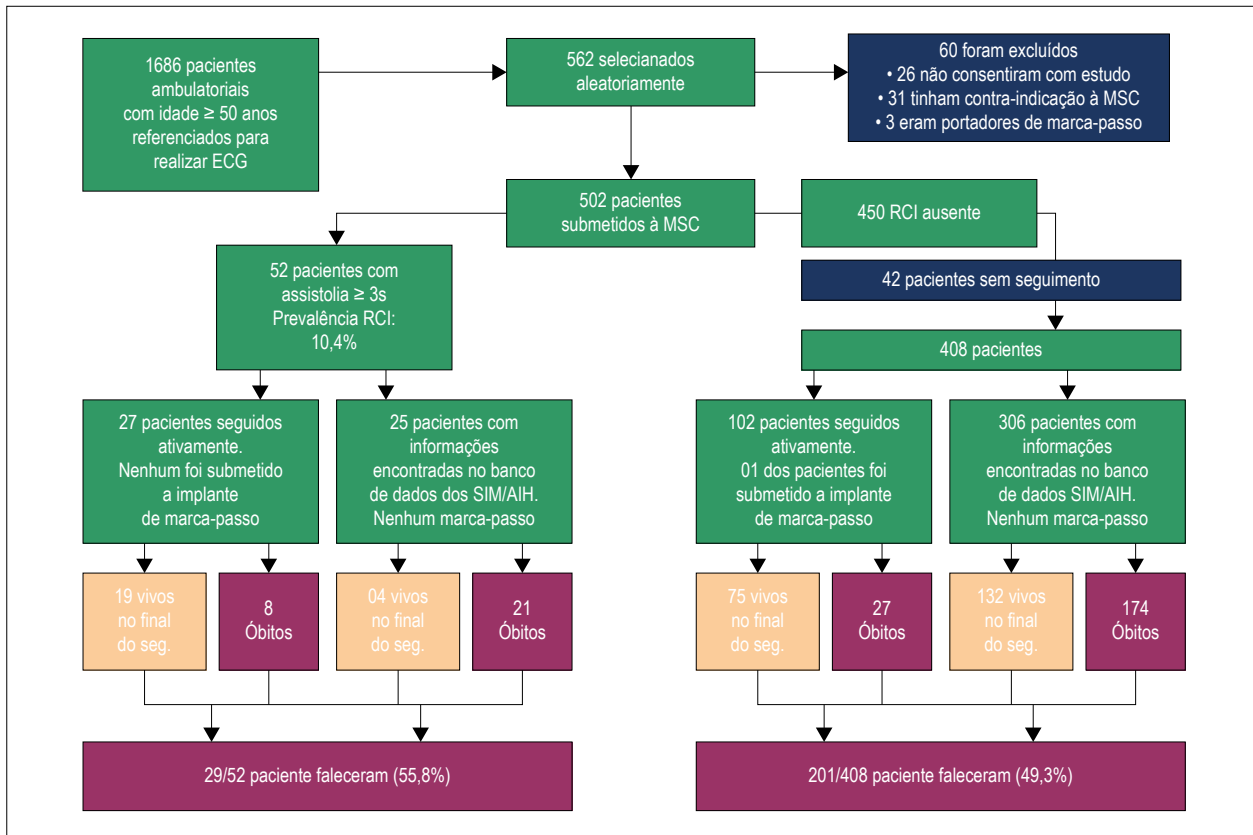 1686 pacientes
ambulatoriais
com idade ≥ 50 anos
referenciados para
realizar ECG
562 selecionados
aleatoriamente
60 foram excluídos
• 26 não consentiram com estudo
• 31 tinham contra-indicação à MSC
• 3 eram portadores de marca-passo
502 pacientes
submetidos à MSC
450 RCI ausente
52 pacientes com
assistolia ≥ 3s
Prevalência RCI:
10,4%
42 pacientes sem seguimento
408 pacientes
27 pacientes seguidos
ativamente.
Nenhum foi submetido
a implante
de marca-passo
25 pacientes com
informações
encontradas no banco
de dados dos SIM/AIH.
Nenhum marca-passo
102 pacientes seguidos
ativamente.
01 dos pacientes foi
submetido a implante
de marca-passo
306 pacientes com
informações
encontradas no banco
de dados SIM/AIH.
Nenhum marca-passo
19 vivos
no final
do seg.
8
Óbitos
04 vivos
no final
do seg.
21
Óbitos
75 vivos
no final
do seg.
27
Óbitos
132 vivos
no final
do seg.
174
Óbitos
29/52 paciente faleceram (55,8%)
201/408 paciente faleceram (49,3%)